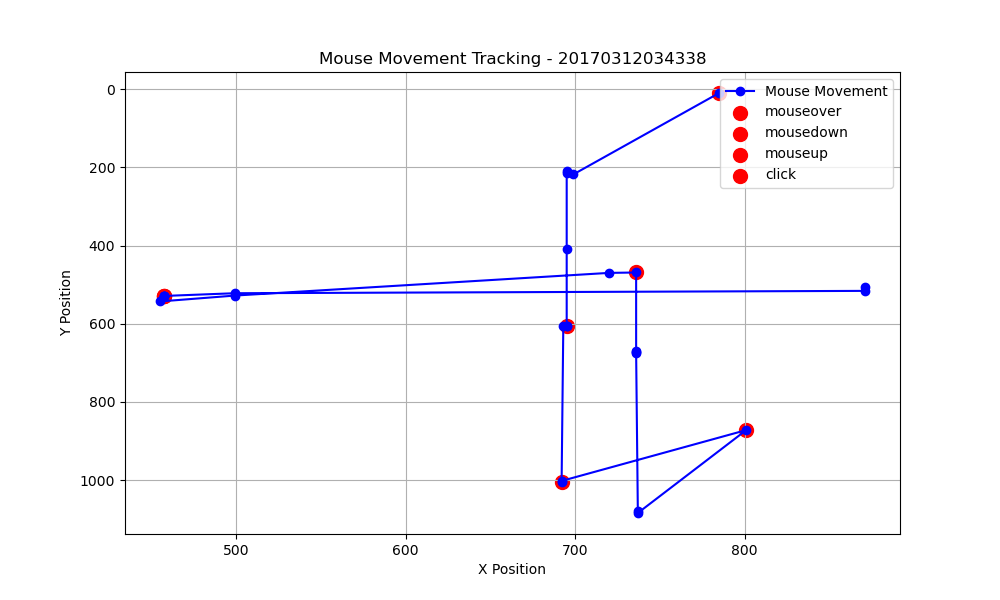 Mouse Movement Tracking - 20170312034338
Mouse Movement
mouseover
mousedown
mouseup
click
0
200
400
600
800
1000
Y Position
500
600
700
800
X Position